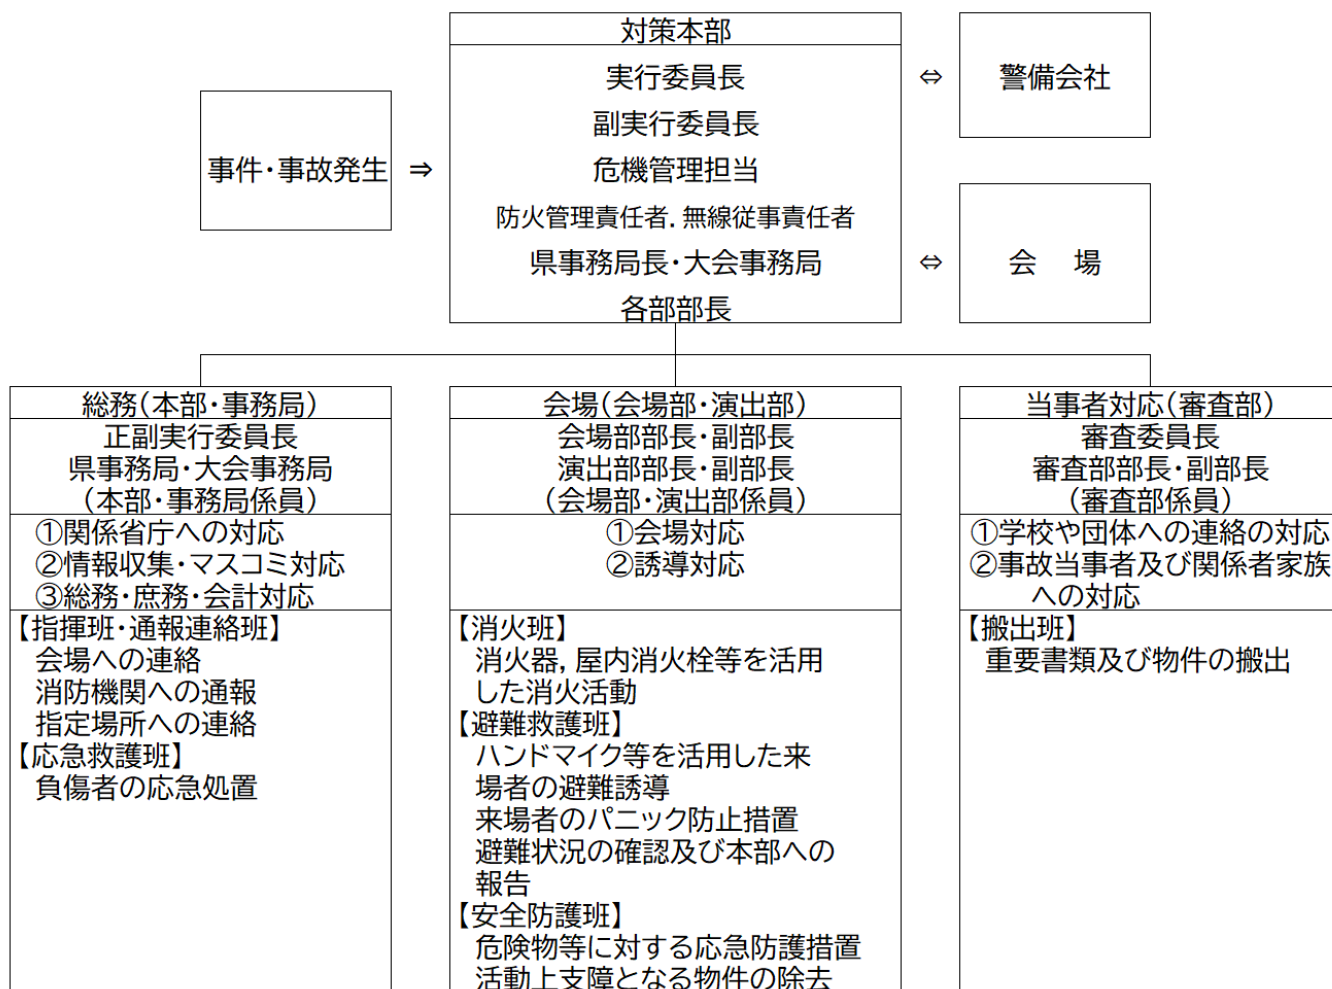 対策本部
実行委員長
副実行委員長
危機管理担当
防火管理責任者．無線従事責任者
県事務局長・大会事務局
各部部長
⇔
警備会社
事件・事故発生
⇒
⇔
会　場
総務（本部・事務局）
正副実行委員長
県事務局・大会事務局
（本部・事務局係員）
①関係省庁への対応
②情報収集・マスコミ対応
③総務・庶務・会計対応
【指揮班・通報連絡班】
会場への連絡
消防機関への通報
指定場所への連絡
【応急救護班】
負傷者の応急処置
会場（会場部・演出部）
会場部部長・副部長
演出部部長・副部長
（会場部・演出部係員）
①会場対応
②誘導対応
【消火班】
消火器，屋内消火栓等を活用
した消火活動
【避難救護班】
ハンドマイク等を活用した来
場者の避難誘導
来場者のパニック防止措置
避難状況の確認及び本部への
報告
【安全防護班】
危険物等に対する応急防護措置
活動上支障となる物件の除去
当事者対応（審査部）
審査委員長
審査部部長・副部長
（審査部係員）
①学校や団体への連絡の対応
②事故当事者及び関係者家族
への対応
【搬出班】
重要書類及び物件の搬出